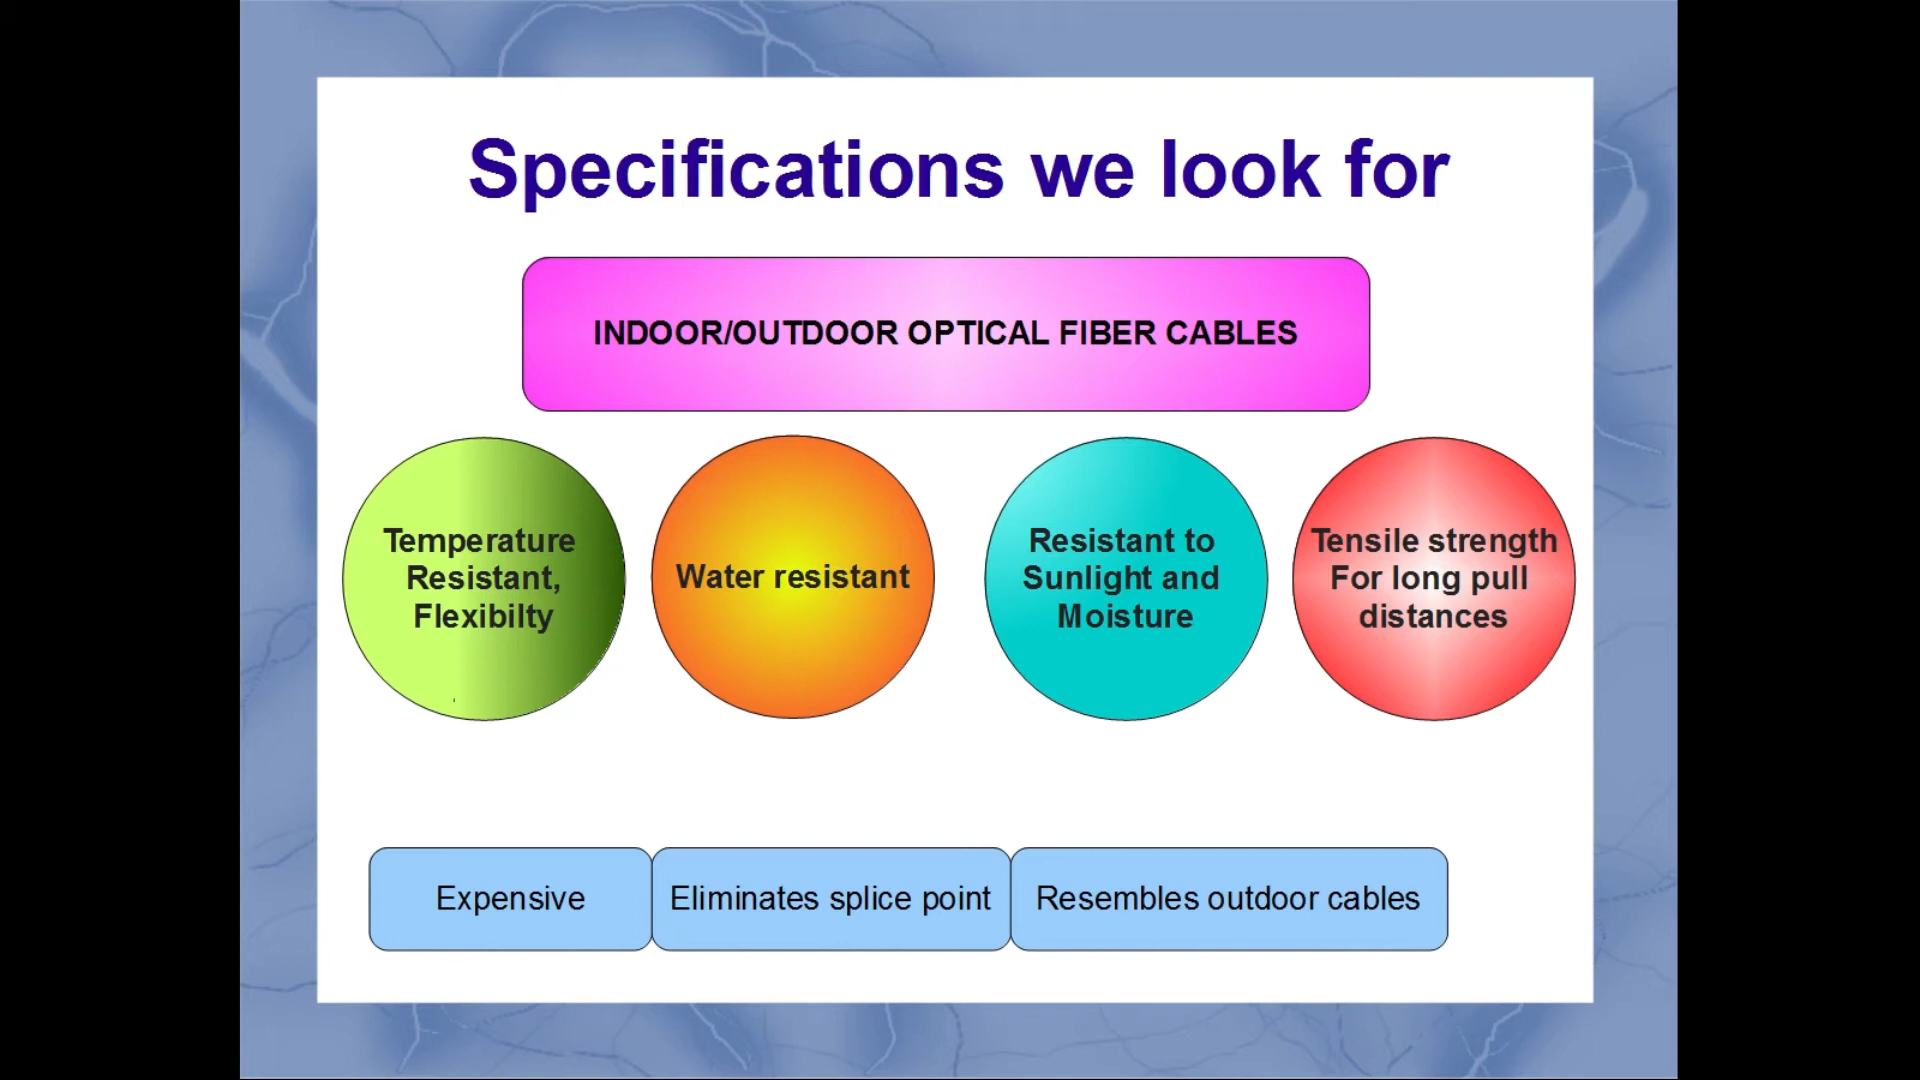 Specifications we look for
INDOOR/OUTDOOR OPTICAL FIBER CABLES
Temperature
Resistant,
Flexibilty
Water resistant
Resistant to
Sunlight and
Moisture
Tensile strength
For long pull
distances
Expensive
Eliminates splice point
Resembles outdoor cables